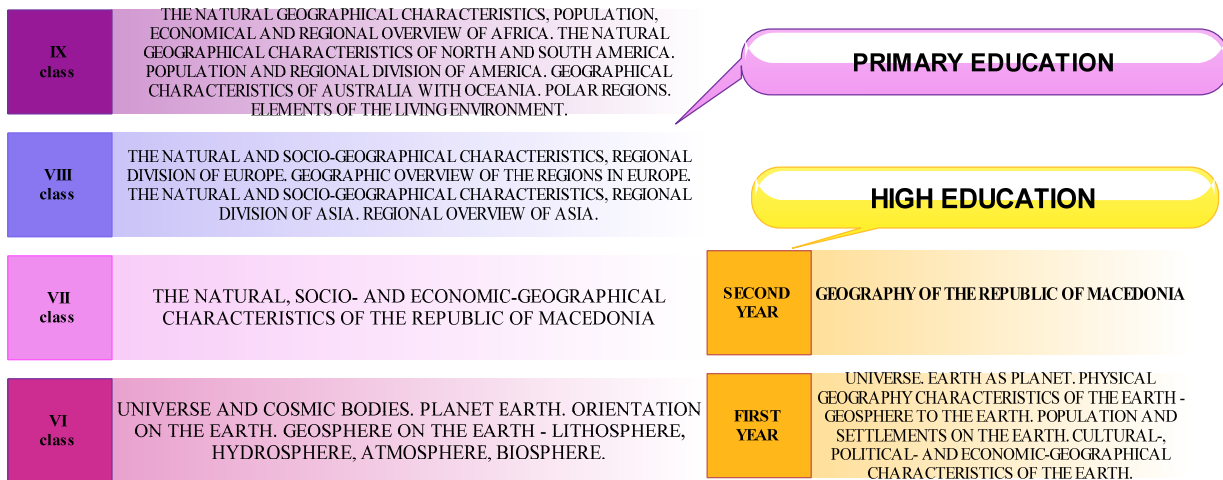 IX
class
THE NATURAL GEOGRAPHICAL CHARACTERISTICS, POPULATION,
ECONOMICAL AND REGIONAL OVERVIEW OF AFRICA. THE NATURAL
GEOGRAPHICAL CHARACTERISTICS OF NORTH AND SOUTH AMERICA.
POPULATION AND REGIONAL DIVISION OF AMERICA. GEOGRAPHICAL
CHARACTERISTICS OF AUSTRALIA WITH OCEANIA. POLAR REGIONS.
ELEMENTS OF THE LIVING ENVIRONMENT.
VIII
class
THE NATURAL AND SOCIO-GEOGRAPHICAL CHARACTERISTICS, REGIONAL
DIVISION OF EUROPE. GEOGRAPHIC OVERVIEW OF THE REGIONS IN EUROPE.
THE NATURAL AND SOCIO-GEOGRAPHICAL CHARACTERISTICS, REGIONAL
DIVISION OF ASIA. REGIONAL OVERVIEW OF ASIA.
VII
class
THE NATURAL, SOCIO- AND ECONOMIC-GEOGRAPHICAL
CHARACTERISTICS OF THE REPUBLIC OF MACEDONIA
VI
class
UNIVERSE AND COSMIC BODIES. PLANET EARTH. ORIENTATION
ON THE EARTH. GEOSPHERE ON THE EARTH - LITHOSPHERE,
HYDROSPHERE, ATMOSPHERE, BIOSPHERE.
PRIMARY EDUCATION
HIGH EDUCATION
SECOND
YEAR
GEOGRAPHY OF THE REPUBLIC OF MACEDONIA
FIRST
YEAR
UNIVERSE. EARTH AS PLANET. PHYSICAL
GEOGRAPHY CHARACTERISTICS OF THE EARTH -
GEOSPHERE TO THE EARTH. POPULATION AND
SETTLEMENTS ON THE EARTH. CULTURAL-,
POLITICAL- AND ECONOMIC-GEOGRAPHICAL
CHARACTERISTICS OF THE EARTH.